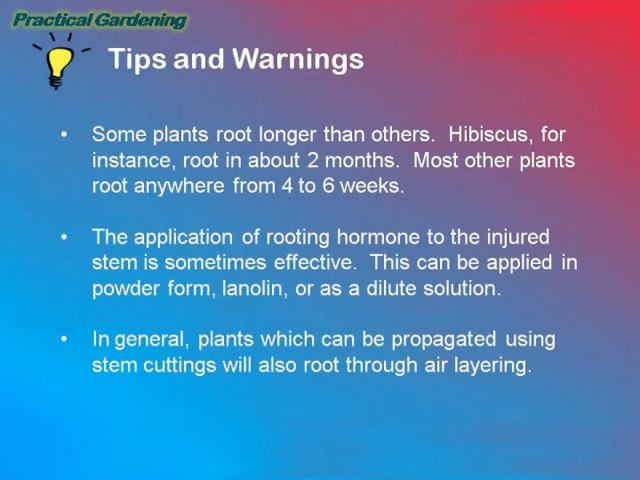 Practical Gardening
Tips and Warnings
• Some plants root longer than others.  Hibiscus, for
instance, root in about 2 months.  Most other plants
root anywhere from 4 to 6 weeks.
• The application of rooting hormone to the injured
stem is sometimes effective.  This can be applied in
powder form, lanolin, or as a dilute solution.
• In general, plants which can be propagated using
stem cuttings will also root through air layering.